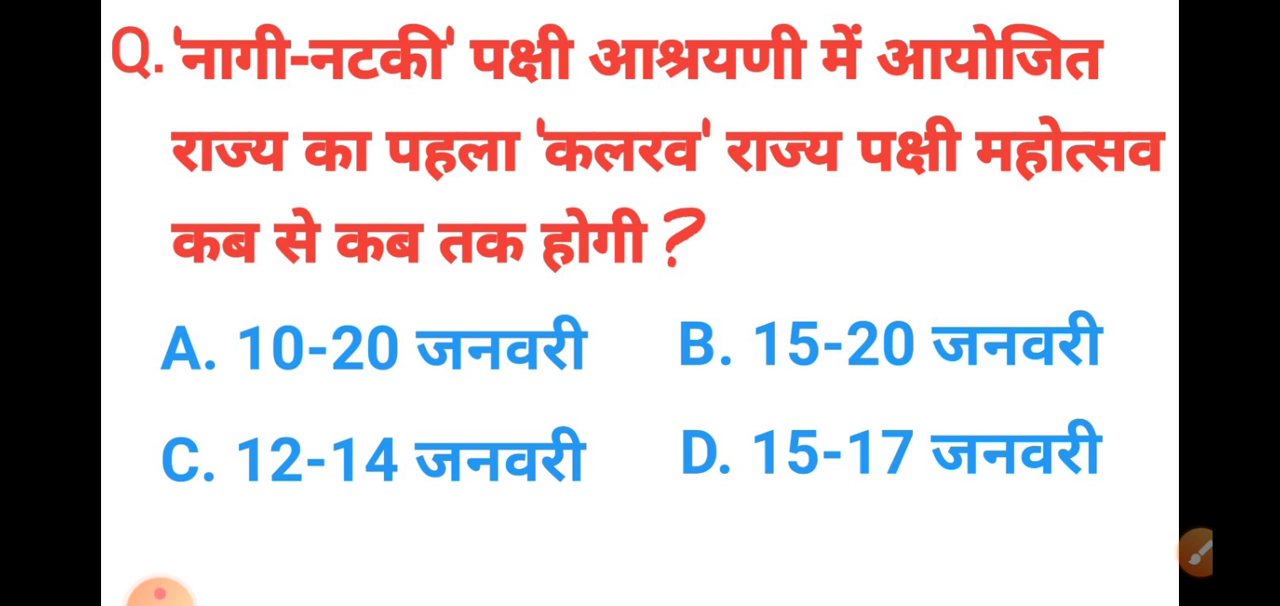 Q. 'नागी-नटकी' पक्षी आश्रयणी में आयोजित
राज्य का पहला 'कलरव' राज्य पक्षी महोत्सव
कब से कब तक होगी ?
A. 10-20 जनवरी B. 15-20 जनवरी
C. 12-14 जनवरी D. 15-17 जनवरी